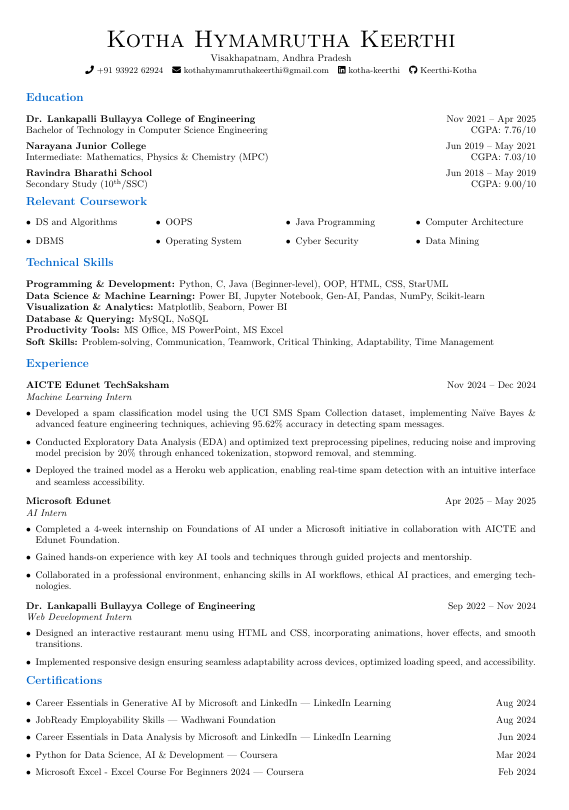 Kotha Hymamrutha Keerthi
Visakhapatnam, Andhra Pradesh
+91 93922 62924 kothahymamruthakeerthi@gmail.com kotha-keerthi Keerthi-Kotha
Education
Dr. Lankapalli Bullayya College of Engineering Nov 2021 – Apr 2025
Bachelor of Technology in Computer Science Engineering CGPA: 7.76/10
Narayana Junior College Jun 2019 – May 2021
Intermediate: Mathematics, Physics & Chemistry (MPC) CGPA: 7.03/10
Ravindra Bharathi School Jun 2018 – May 2019
Secondary Study (10th/SSC) CGPA: 9.00/10
Relevant Coursework
• DS and Algorithms • OOPS • Java Programming • Computer Architecture
• DBMS • Operating System • Cyber Security • Data Mining
Technical Skills
Programming & Development: Python, C, Java (Beginner-level), OOP, HTML, CSS, StarUML
Data Science & Machine Learning: Power BI, Jupyter Notebook, Gen-AI, Pandas, NumPy, Scikit-learn
Visualization & Analytics: Matplotlib, Seaborn, Power BI
Database & Querying: MySQL, NoSQL
Productivity Tools: MS Office, MS PowerPoint, MS Excel
Soft Skills: Problem-solving, Communication, Teamwork, Critical Thinking, Adaptability, Time Management
Experience
AICTE Edunet TechSaksham Nov 2024 – Dec 2024
Machine Learning Intern
• Developed a spam classification model using the UCI SMS Spam Collection dataset, implementing Naïve Bayes &
advanced feature engineering techniques, achieving 95.62% accuracy in detecting spam messages.
• Conducted Exploratory Data Analysis (EDA) and optimized text preprocessing pipelines, reducing noise and improving
model precision by 20% through enhanced tokenization, stopword removal, and stemming.
• Deployed the trained model as a Heroku web application, enabling real-time spam detection with an intuitive interface
and seamless accessibility.
Microsoft Edunet Apr 2025 – May 2025
AI Intern
• Completed a 4-week internship on Foundations of AI under a Microsoft initiative in collaboration with AICTE and
Edunet Foundation.
• Gained hands-on experience with key AI tools and techniques through guided projects and mentorship.
• Collaborated in a professional environment, enhancing skills in AI workflows, ethical AI practices, and emerging tech-
nologies.
Dr. Lankapalli Bullayya College of Engineering Sep 2022 – Nov 2024
Web Development Intern
• Designed an interactive restaurant menu using HTML and CSS, incorporating animations, hover effects, and smooth
transitions.
• Implemented responsive design ensuring seamless adaptability across devices, optimized loading speed, and accessibility.
Certifications
• Career Essentials in Generative AI by Microsoft and LinkedIn — LinkedIn Learning Aug 2024
• JobReady Employability Skills — Wadhwani Foundation Aug 2024
• Career Essentials in Data Analysis by Microsoft and LinkedIn — LinkedIn Learning Jun 2024
• Python for Data Science, AI & Development — Coursera Mar 2024
• Microsoft Excel - Excel Course For Beginners 2024 — Coursera Feb 2024